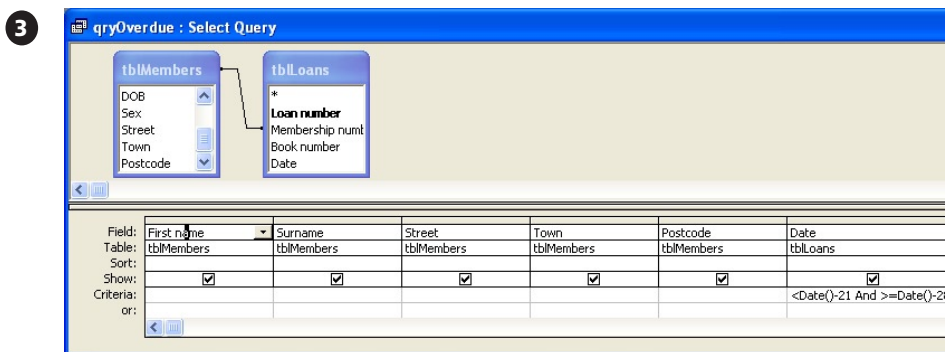 3
qryOverdue : Select Query
tblMembers
DOB
Sex
Street
Town
Postcode
tblLoans
*
Loan number
Membership numb
Book number
Date
Field: First name Surname Street Town Postcode Date
Table: tblMembers tblMembers tblMembers tblMembers tblMembers tblLoans
Sort:
Show:
Criteria: <Date()-21 And >=Date()-28
or: